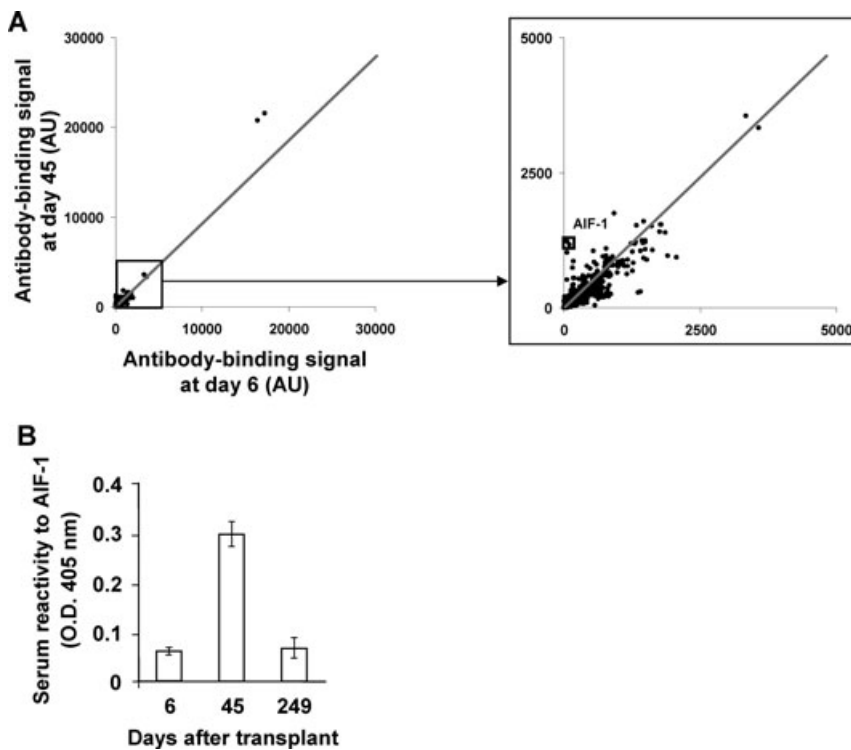 A
30000
20000
10000
0
0 10000 20000 30000
Antibody-binding signal
at day 45 (AU)
Antibody-binding signal
at day 6 (AU)
5000
2500
0
0 2500 5000
AIF-1
B
Serum reactivity to AIF-1
(O.D. 405 nm)
0.4
0.3
0.2
0.1
0
6 45 249
Days after transplant